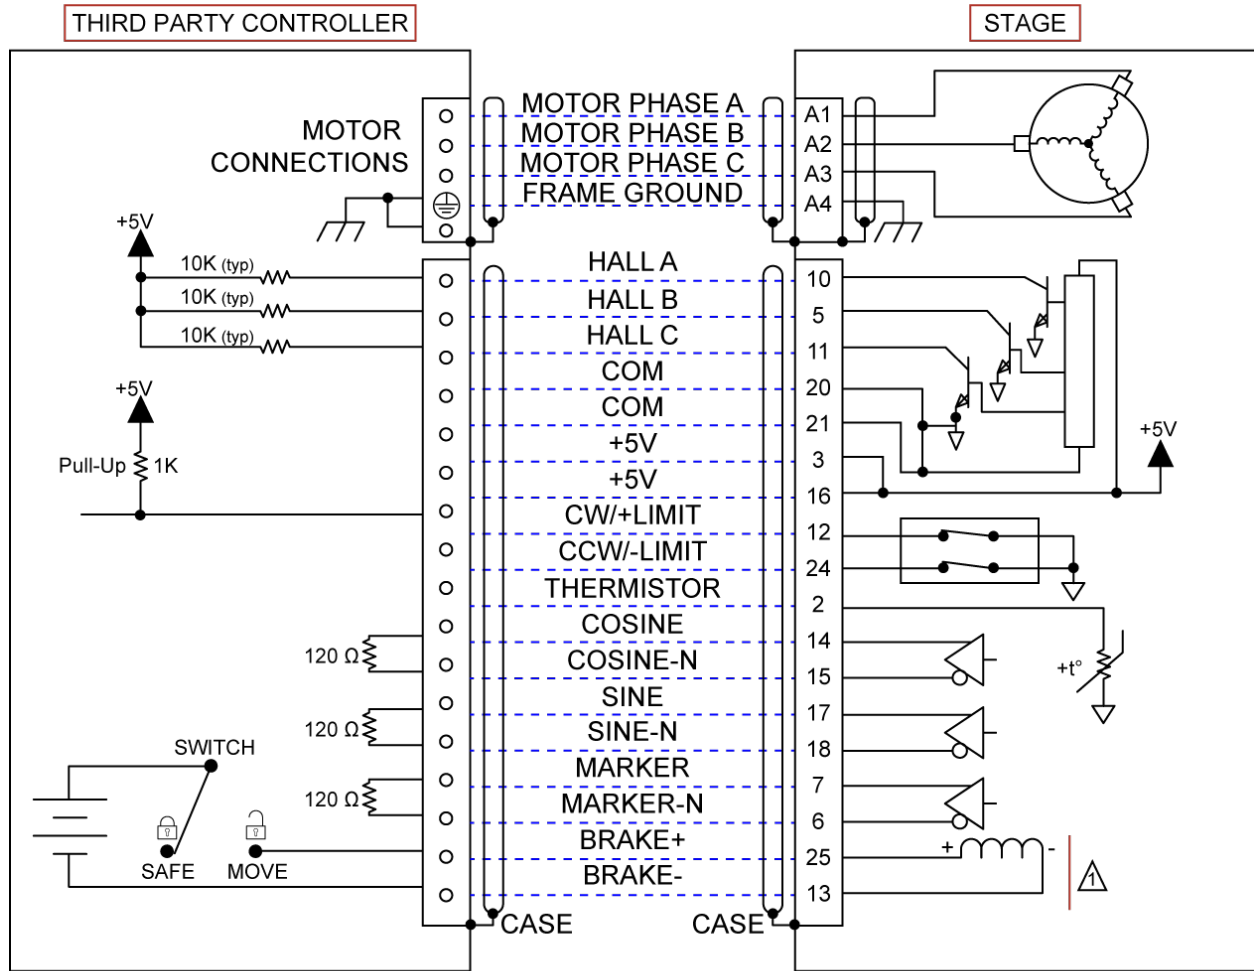 THIRD PARTY CONTROLLER
STAGE
MOTOR
CONNECTIONS
MOTOR PHASE A
MOTOR PHASE B
MOTOR PHASE C
FRAME GROUND
A1
A2
A3
A4
+5V
10K (typ)
10K (typ)
10K (typ)
+5V
Pull-Up
1K
HALL A
HALL B
HALL C
COM
COM
+5V
+5V
CW/+LIMIT
CCW/-LIMIT
THERMISTOR
COSINE
COSINE-N
SINE
SINE-N
MARKER
MARKER-N
BRAKE+
BRAKE-
10
5
11
20
21
3
16
12
24
2
14
15
17
18
7
6
25
13
+5V
+t°
120 Ω
120 Ω
120 Ω
SWITCH
SAFE
MOVE
+
-
1
CASE
CASE